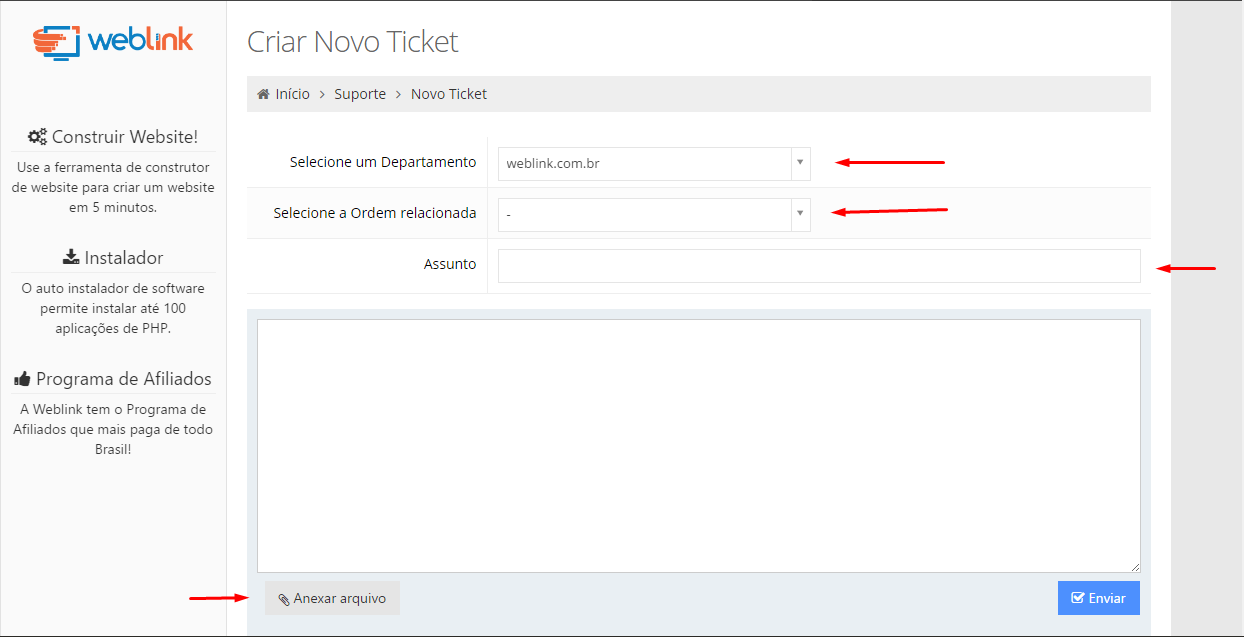 weblink
Construir Website!
Use a ferramenta de construtor
de website para criar um website
em 5 minutos.
Instalador
O auto instalador de software
permite instalar até 100
aplicações de PHP.
Programa de Afiliados
A Weblink tem o Programa de
Afiliados que mais paga de todo
Brasil!
Criar Novo Ticket
Início > Suporte > Novo Ticket
Selecione um Departamento weblink.com.br
Selecione a Ordem relacionada -
Assunto
Anexar arquivo Enviar